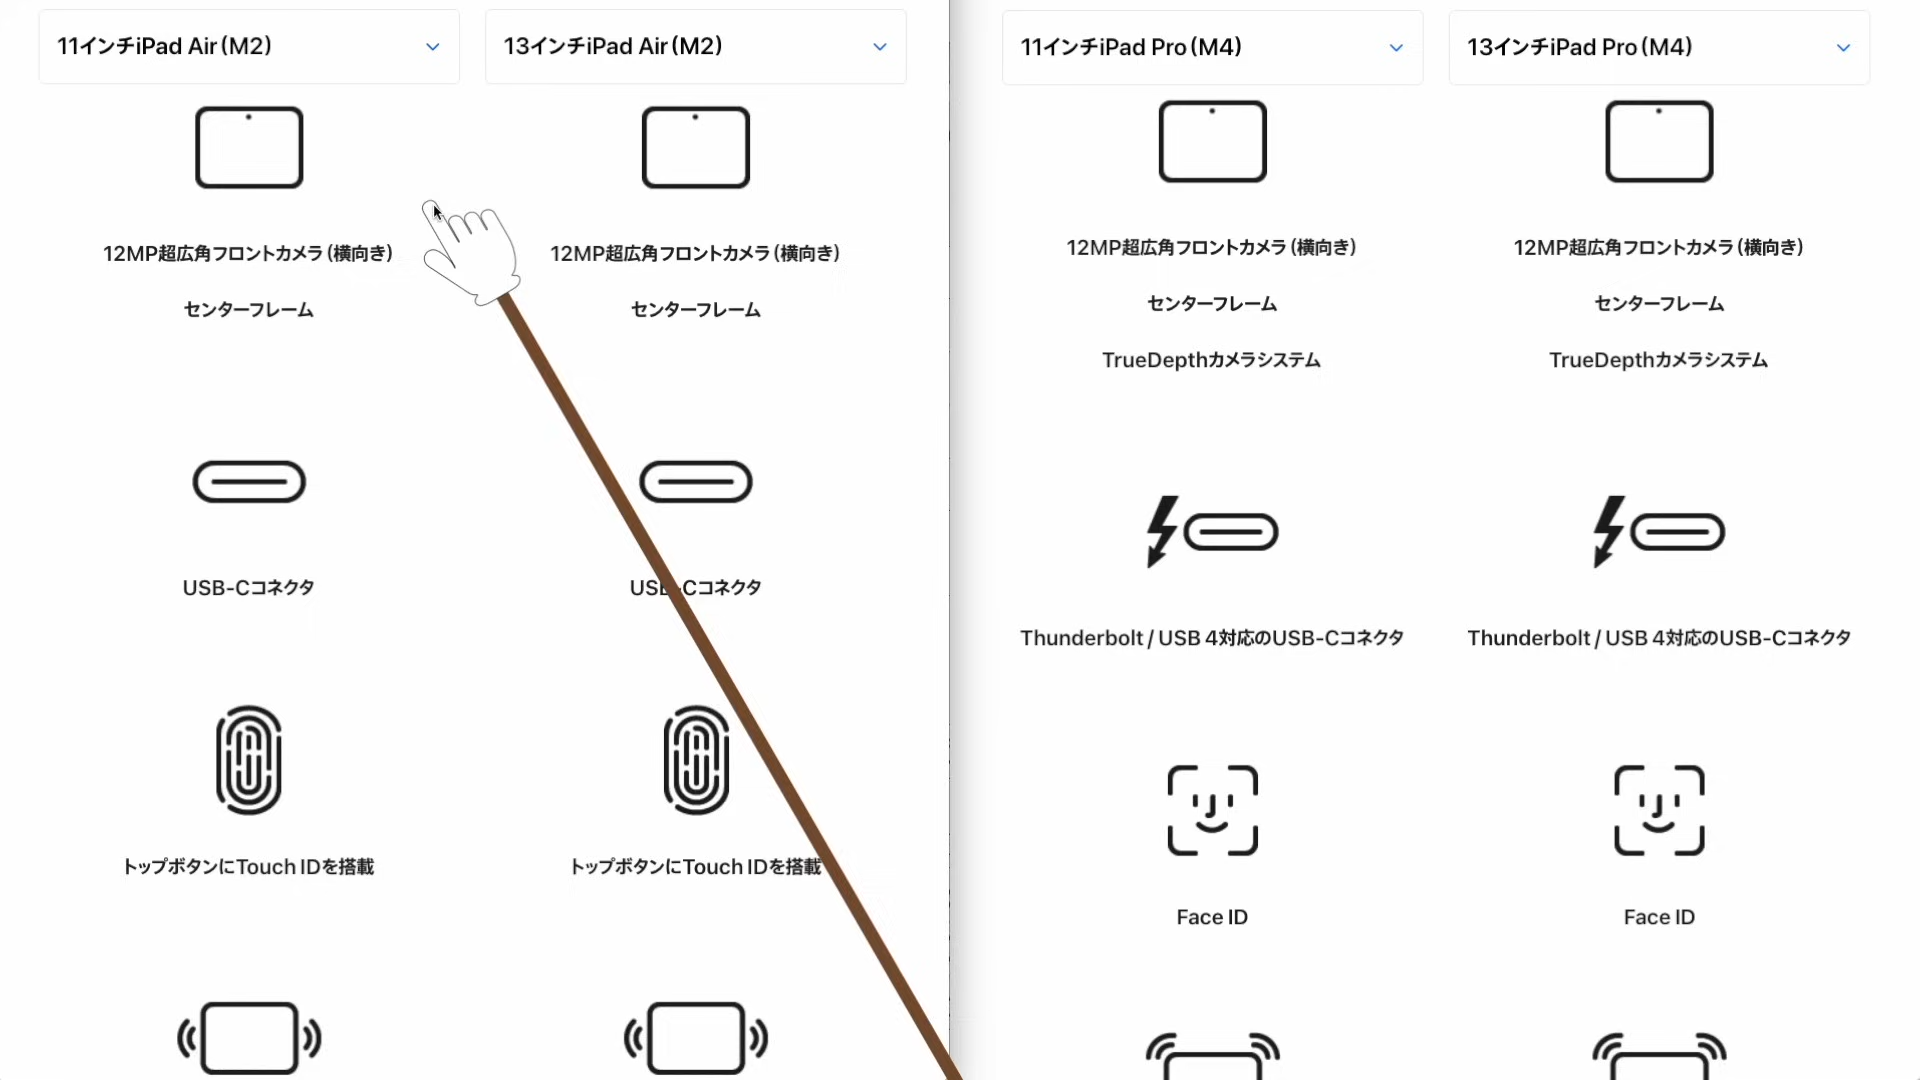 11インチiPad Air(M2)
13インチiPad Air(M2)
12MP超広角フロントカメラ(横向き)
12MP超広角フロントカメラ(横向き)
センターフレーム
センターフレーム
USB-Cコネクタ
USB-Cコネクタ
トップボタンにTouch IDを搭載
トップボタンにTouch IDを搭載
11インチiPad Pro(M4)
13インチiPad Pro(M4)
12MP超広角フロントカメラ(横向き)
12MP超広角フロントカメラ(横向き)
センターフレーム
センターフレーム
TrueDepthカメラシステム
TrueDepthカメラシステム
Thunderbolt / USB 4対応のUSB-Cコネクタ
Thunderbolt / USB 4対応のUSB-Cコネクタ
Face ID
Face ID